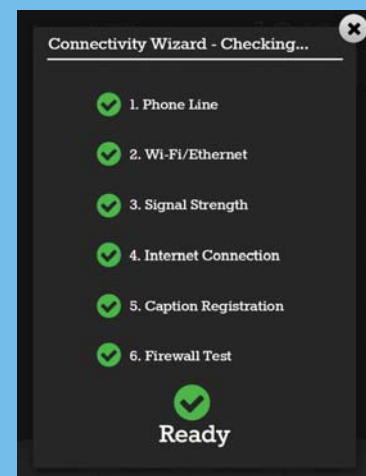 Connectivity Wizard - Checking...
1. Phone Line
2. Wi-Fi/Ethernet
3. Signal Strength
4. Internet Connection
5. Caption Registration
6. Firewall Test
Ready